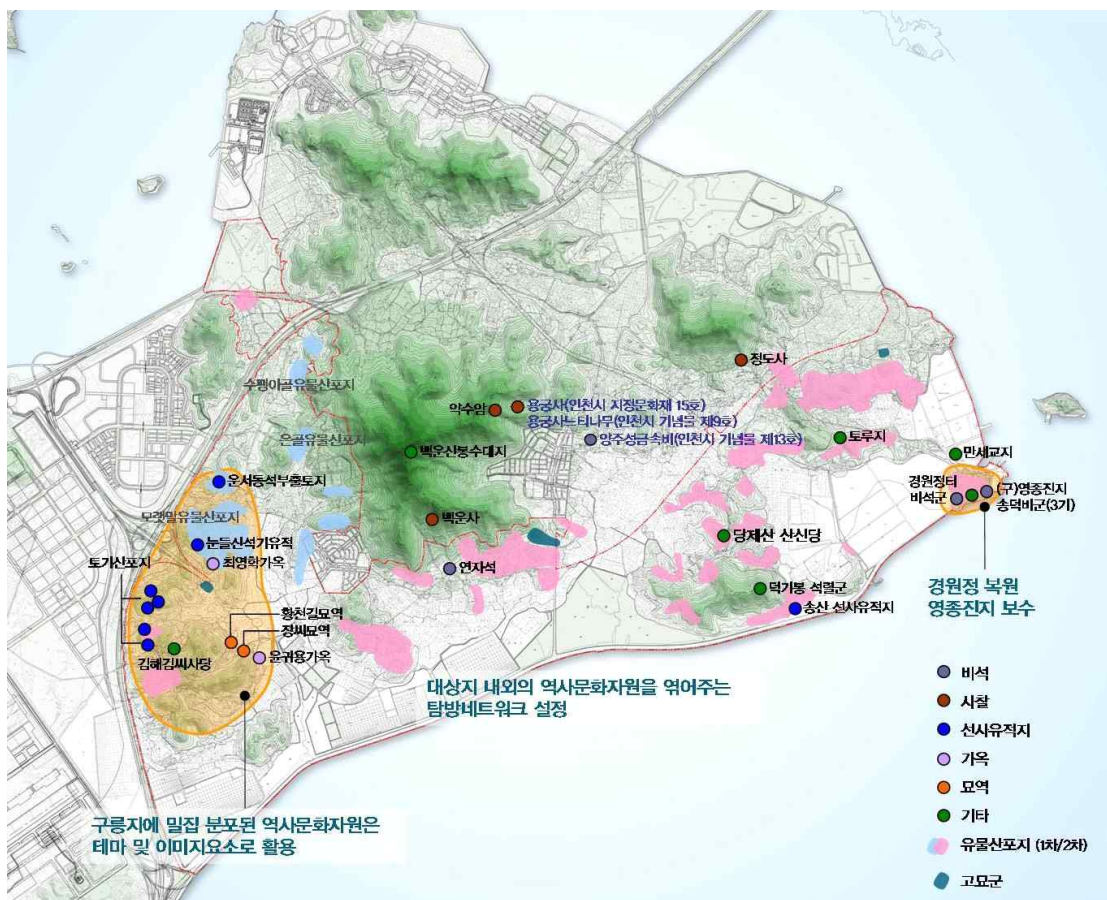 청도사
수팽이골유물산포지
약수암
용궁사(인천시 지정문화재 15호)
용궁사느티나무(인천시 기념물 제9호)
양주성금속비(인천시 기념물 제13호)
은골유물산포지
백운산봉수대지
토루지
만세교지
운서동석부출토지
경원정터
비석군
(구)영종진지
송덕비군(3기)
모랫말유물산포지
백운사
당제산 산신당
눈들산석기유적
토기산포지
최영학가옥
연자석
덕기봉 석렬군
송산 선사유적지
경원정 복원
영종진지 보수
황천길묘역
장씨묘역
김해김씨사당
윤귀용가옥
대상지 내외의 역사문화자원을 엮어주는
탐방네트워크 설정
구릉지에 밀집 분포된 역사문화자원은
테마 및 이미지요소로 활용
비석
사찰
선사유적지
가옥
묘역
기타
유물산포지 (1차/2차)
고묘군